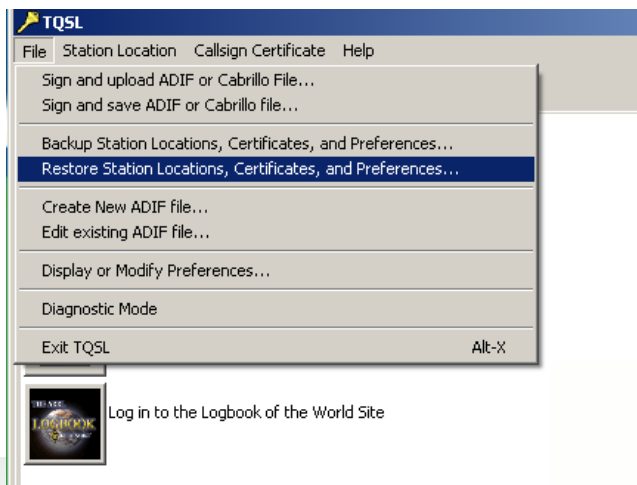 TQSL
File Station Location Callsign Certificate Help
Sign and upload ADIF or Cabrillo File...
Sign and save ADIF or Cabrillo file...
Backup Station Locations, Certificates, and Preferences...
Restore Station Locations, Certificates, and Preferences...
Create New ADIF file...
Edit existing ADIF file...
Display or Modify Preferences...
Diagnostic Mode
Exit TQSL Alt-X
LOGBOOK
Log in to the Logbook of the World Site